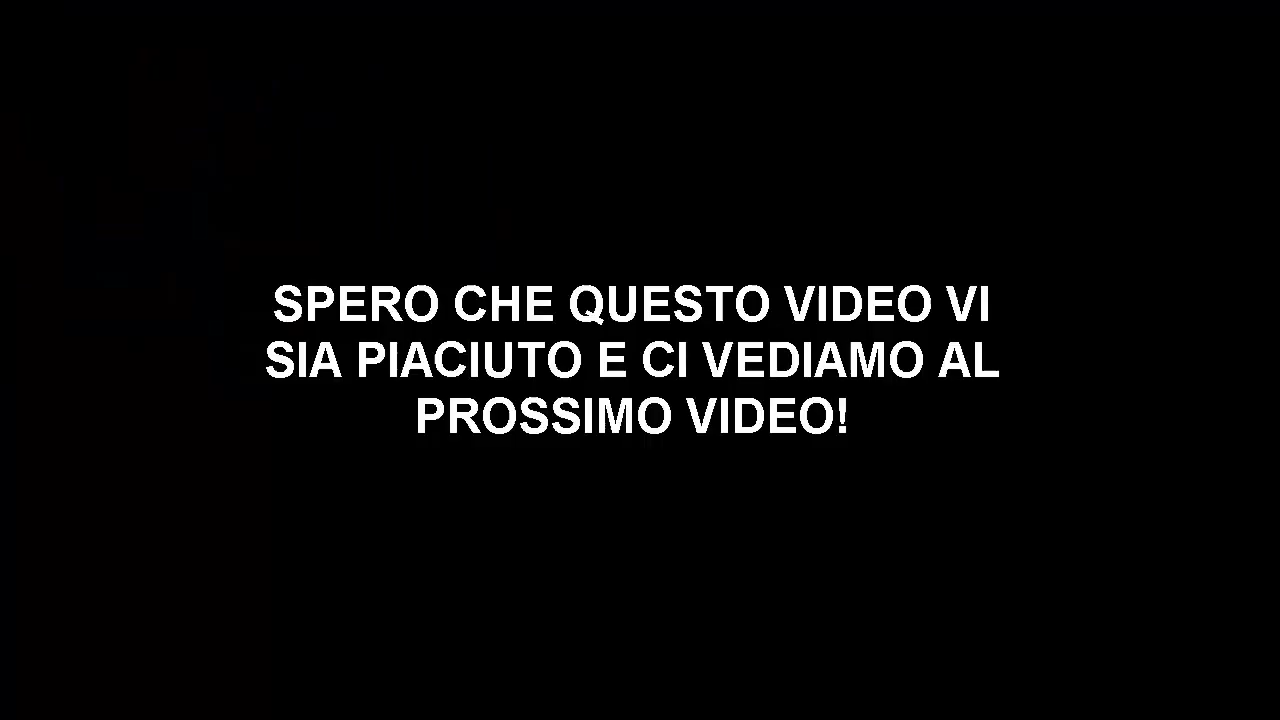 SPERO CHE QUESTO VIDEO VI
SIA PIACIUTO E CI VEDIAMO AL
PROSSIMO VIDEO!